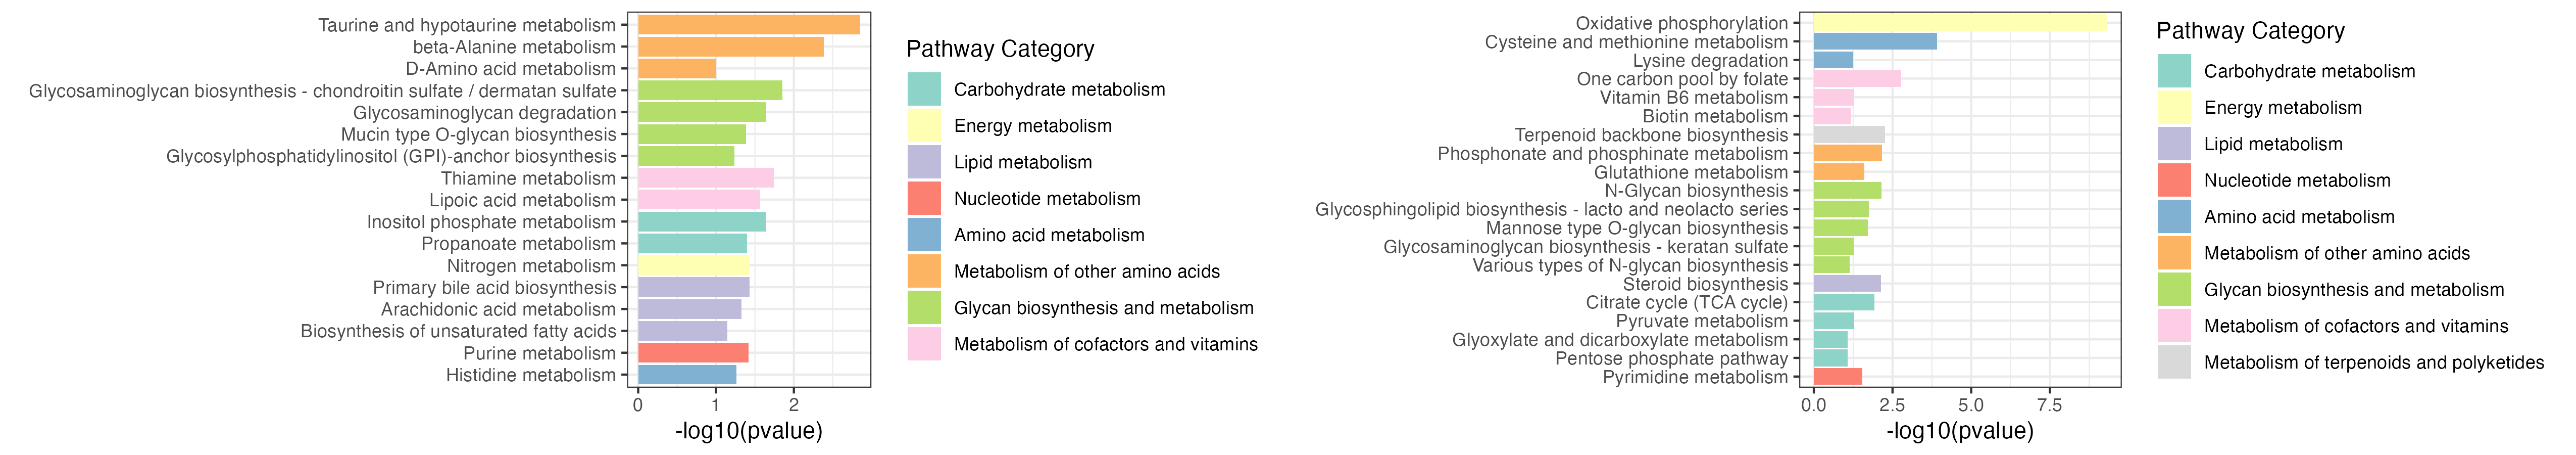 Taurine and hypotaurine metabolism
beta-Alanine metabolism
D-Amino acid metabolism
Glycosaminoglycan biosynthesis - chondroitin sulfate / dermatan sulfate
Glycosaminoglycan degradation
Mucin type O-glycan biosynthesis
Glycosylphosphatidylinositol (GPI)-anchor biosynthesis
Thiamine metabolism
Lipoic acid metabolism
Inositol phosphate metabolism
Propanoate metabolism
Nitrogen metabolism
Primary bile acid biosynthesis
Arachidonic acid metabolism
Biosynthesis of unsaturated fatty acids
Purine metabolism
Histidine metabolism
0 1 2
-log10(pvalue)
Pathway Category
Carbohydrate metabolism
Energy metabolism
Lipid metabolism
Nucleotide metabolism
Amino acid metabolism
Metabolism of other amino acids
Glycan biosynthesis and metabolism
Metabolism of cofactors and vitamins
Oxidative phosphorylation
Cysteine and methionine metabolism
Lysine degradation
One carbon pool by folate
Vitamin B6 metabolism
Biotin metabolism
Terpenoid backbone biosynthesis
Phosphonate and phosphinate metabolism
Glutathione metabolism
N-Glycan biosynthesis
Glycosphingolipid biosynthesis - lacto and neolacto series
Mannose type O-glycan biosynthesis
Glycosaminoglycan biosynthesis - keratan sulfate
Various types of N-glycan biosynthesis
Steroid biosynthesis
Citrate cycle (TCA cycle)
Pyruvate metabolism
Glyoxylate and dicarboxylate metabolism
Pentose phosphate pathway
Pyrimidine metabolism
0.0 2.5 5.0 7.5
-log10(pvalue)
Pathway Category
Carbohydrate metabolism
Energy metabolism
Lipid metabolism
Nucleotide metabolism
Amino acid metabolism
Metabolism of other amino acids
Glycan biosynthesis and metabolism
Metabolism of cofactors and vitamins
Metabolism of terpenoids and polyketides